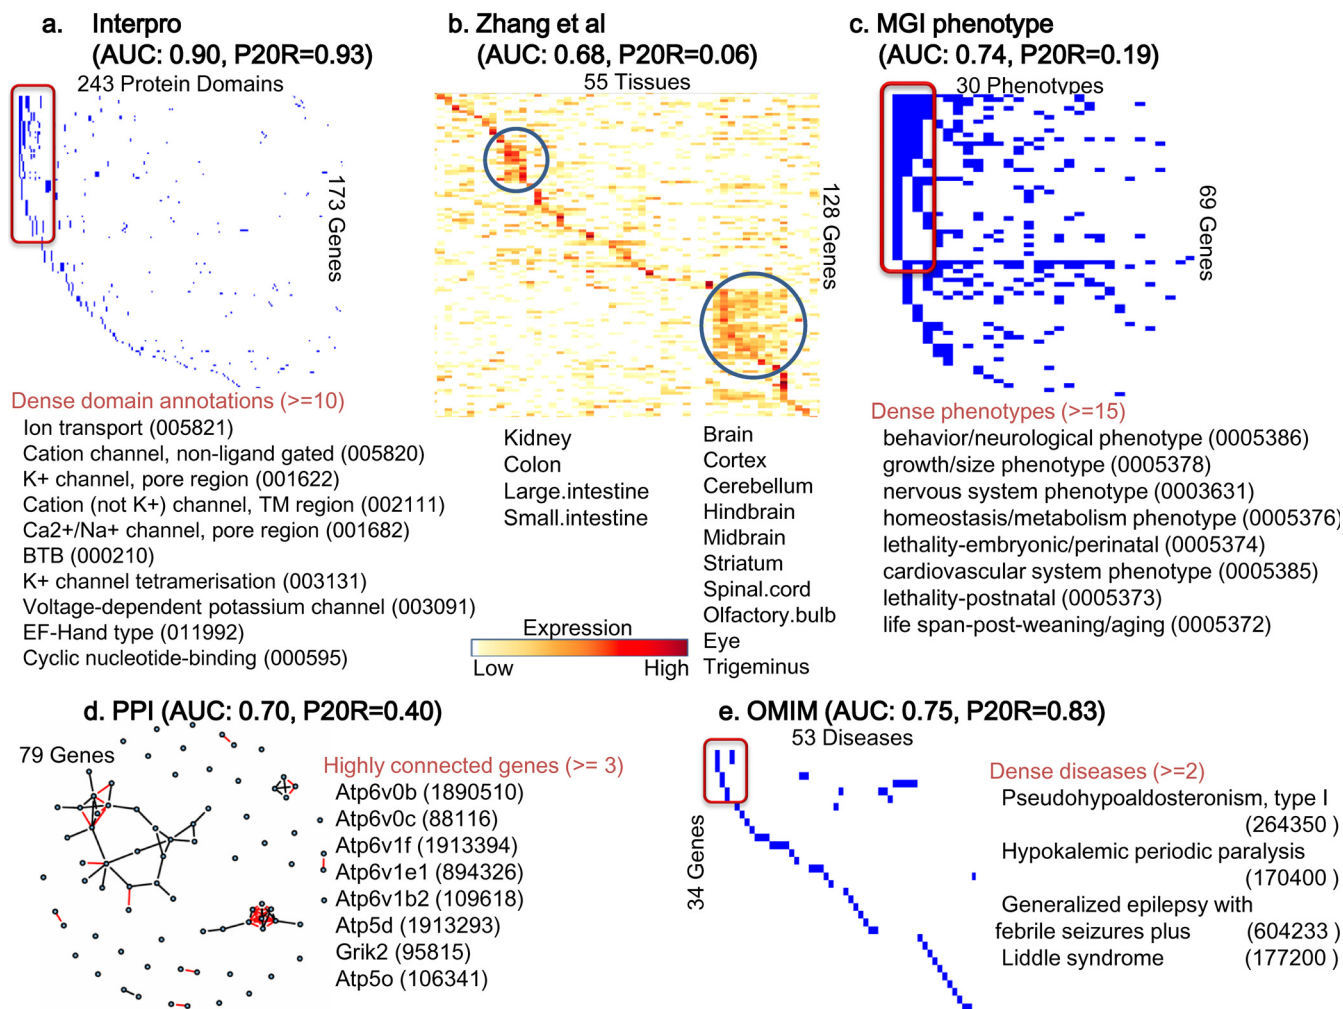 a. Interpro
(AUC: 0.90, P20R=0.93)
243 Protein Domains
173 Genes
Dense domain annotations (>=10)
Ion transport (005821)
Cation channel, non-ligand gated (005820)
K+ channel, pore region (001622)
Cation (not K+) channel, TM region (002111)
Ca2+/Na+ channel, pore region (001682)
BTB (000210)
K+ channel tetramerisation (003131)
Voltage-dependent potassium channel (003091)
EF-Hand type (011992)
Cyclic nucleotide-binding (000595)
b. Zhang et al
(AUC: 0.68, P20R=0.06)
55 Tissues
128 Genes
Kidney
Colon
Large.intestine
Small.intestine
Brain
Cortex
Cerebellum
Hindbrain
Midbrain
Striatum
Spinal.cord
Olfactory.bulb
Eye
Trigeminus
Expression
Low High
c. MGI phenotype
(AUC: 0.74, P20R=0.19)
30 Phenotypes
69 Genes
Dense phenotypes (>=15)
behavior/neurological phenotype (0005386)
growth/size phenotype (0005378)
nervous system phenotype (0003631)
homeostasis/metabolism phenotype (0005376)
lethality-embryonic/perinatal (0005374)
cardiovascular system phenotype (0005385)
lethality-postnatal (0005373)
life span-post-weaning/aging (0005372)
d. PPI (AUC: 0.70, P20R=0.40)
79 Genes
Highly connected genes (>= 3)
Atp6v0b (1890510)
Atp6v0c (88116)
Atp6v1f (1913394)
Atp6v1e1 (894326)
Atp6v1b2 (109618)
Atp5d (1913293)
Grik2 (95815)
Atp5o (106341)
e. OMIM (AUC: 0.75, P20R=0.83)
53 Diseases
34 Genes
Dense diseases (>=2)
Pseudohypoaldosteronism, type I
(264350 )
Hypokalemic periodic paralysis
(170400 )
Generalized epilepsy with
febrile seizures plus (604233 )
Liddle syndrome (177200 )